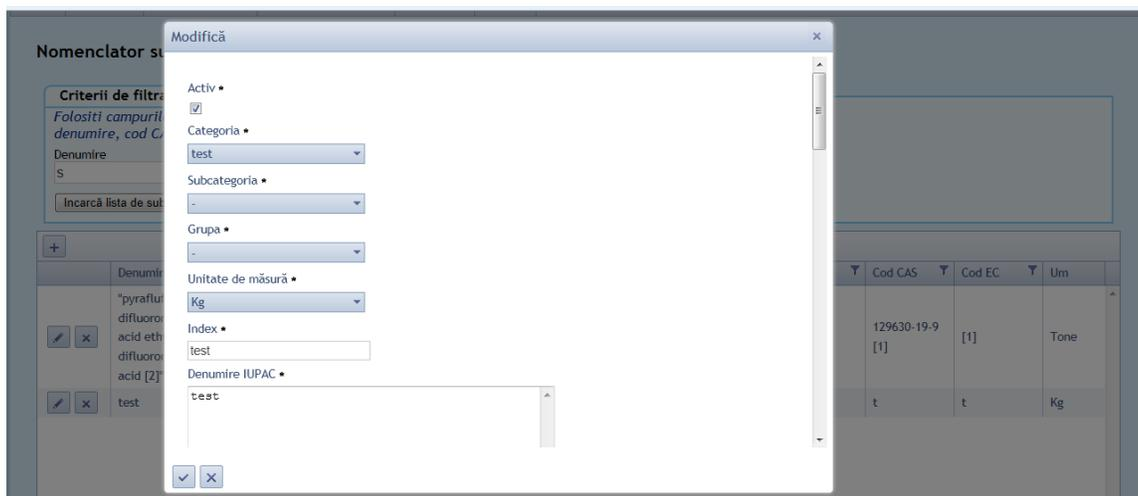 Modifică
Nomenclator su
Activ *
Criterii de filtra
Folositi campuril
denumire, cod CA
Categoria *
test
Denumire
S
Subcategoria *
-
Incarcă lista de sub
Grupa *
-
Unitate de măsură *
Kg
Index *
test
Denumire IUPAC *
test
Denumir
Cod CAS
Cod EC
Um
"pyraflu
difluoro
acid eth
difluoro
acid [2]"
129630-19-9
[1]
[1]
Tone
test
t
t
Kg